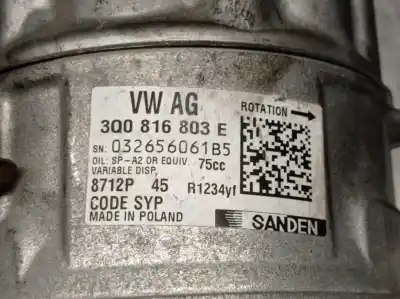 VW AG
ROTATION
3Q0 816 803 E
SN: 032656061B5
OIL: SP-A2 OR EQUIV. 75cc
VARIABLE DISP.
8712P 45 R1234yf
CODE SYP
MADE IN POLAND
SANDEN